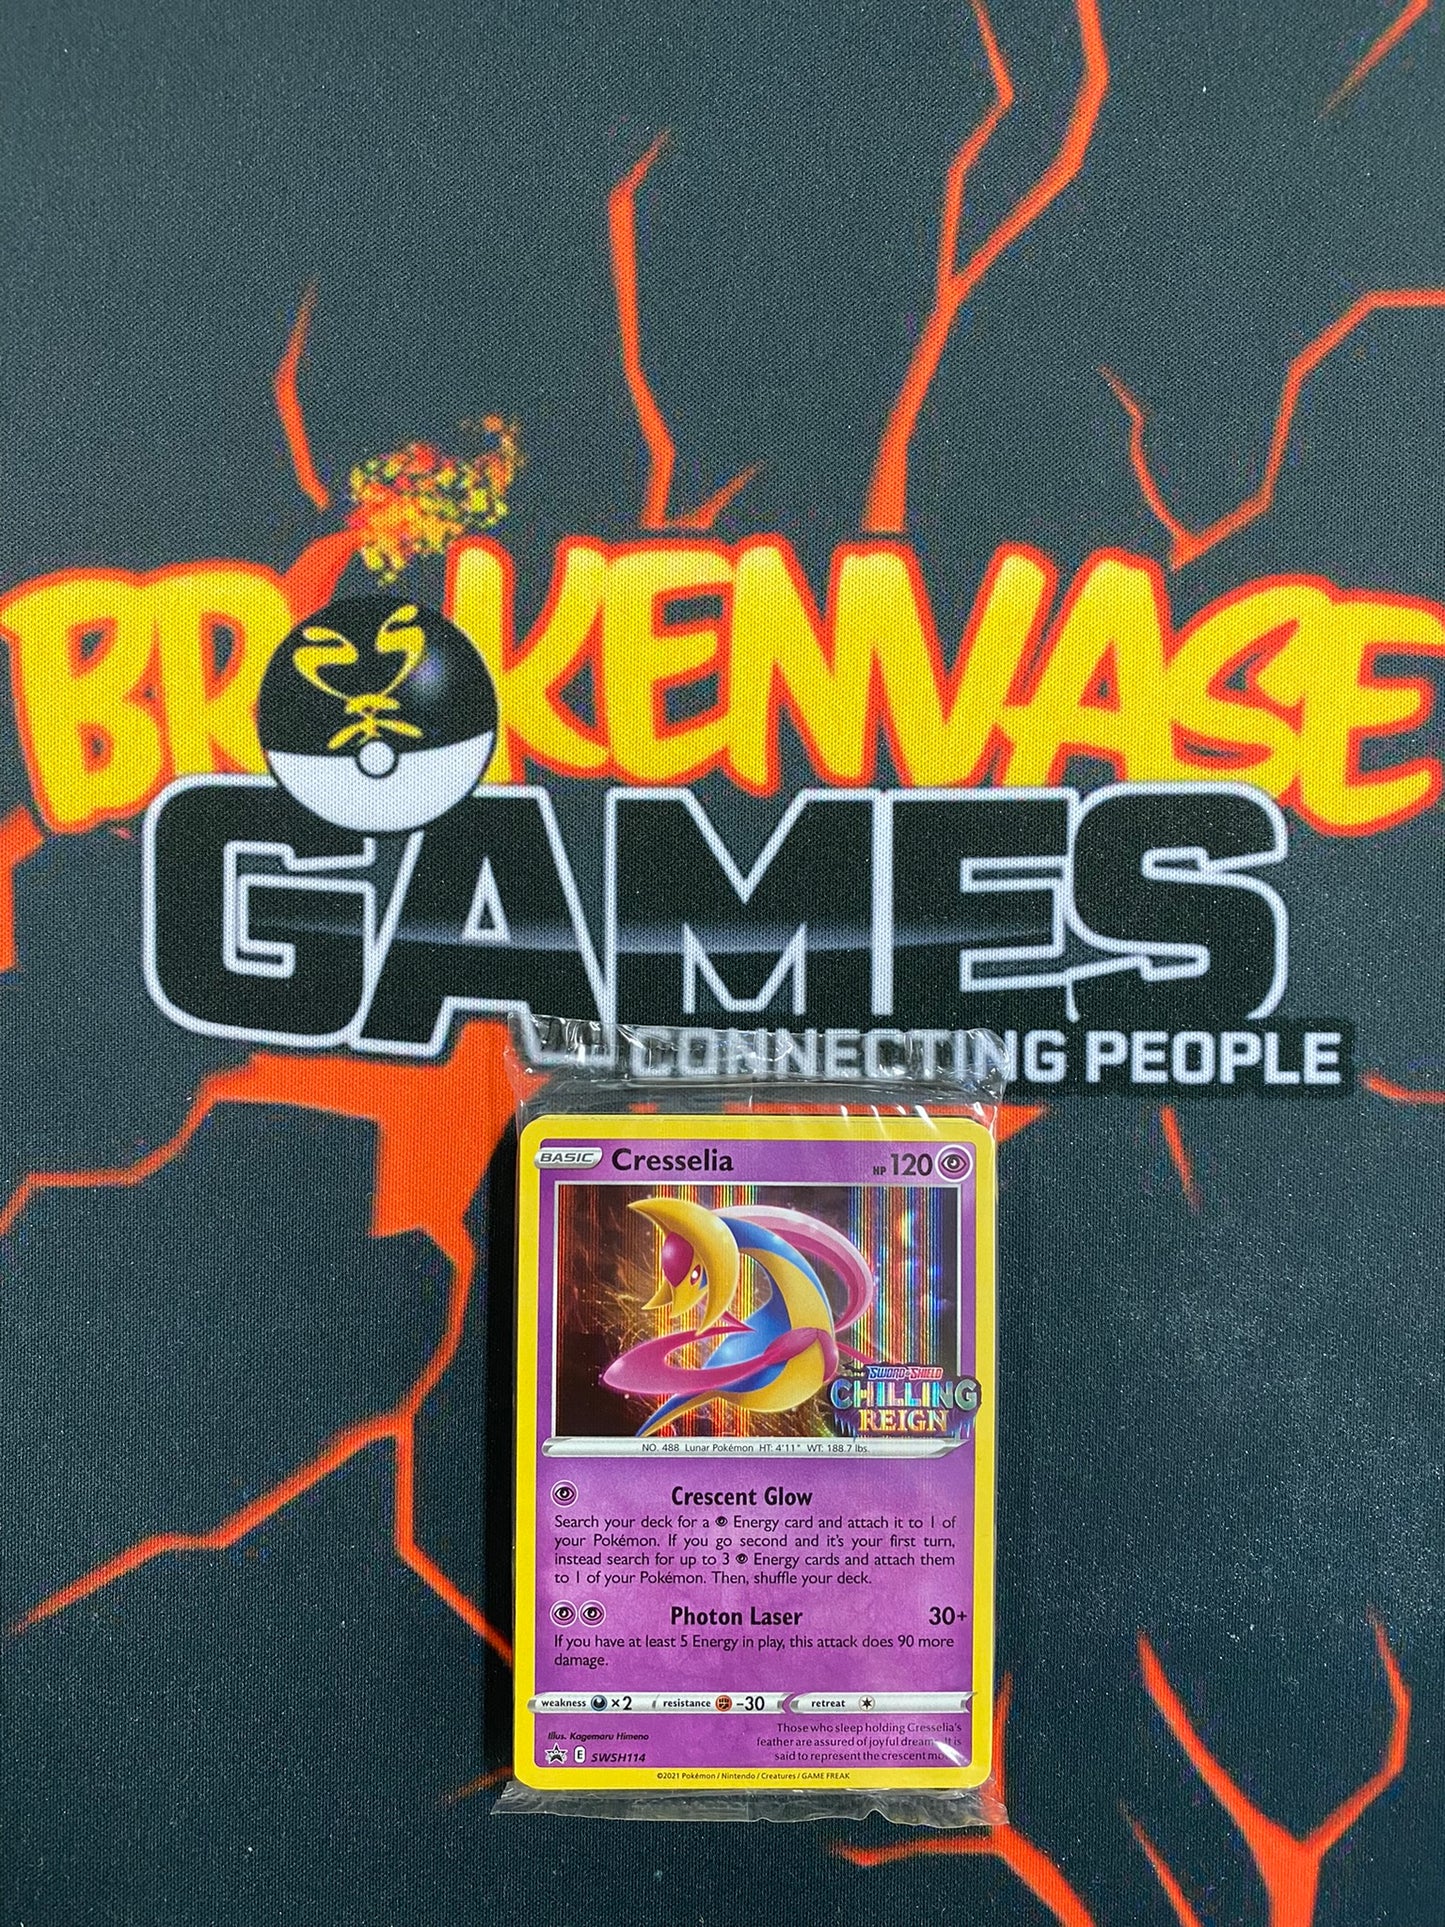 BROKENVASE
GAMES
CONNECTING PEOPLE
BASIC Cresselia HP 120
SWORD & SHIELD
CHILLING
REIGN
NO. 488 Lunar Pokémon HT: 4'11" WT: 188.7 lbs.
Crescent Glow
Search your deck for a Energy card and attach it to 1 of
your Pokémon. If you go second and it's your first turn,
instead search for up to 3 Energy cards and attach them
to 1 of your Pokémon. Then, shuffle your deck.
Photon Laser 30+
If you have at least 5 Energy in play, this attack does 90 more
damage.
weakness ×2 resistance -30 retreat
Illus. Kagemaru Himeno
Those who sleep holding Cresselia's
feather are assured of joyful dreams. It is
said to represent the crescent
E SWSH114
©2021 Pokémon / Nintendo / Creatures / GAME FREAK